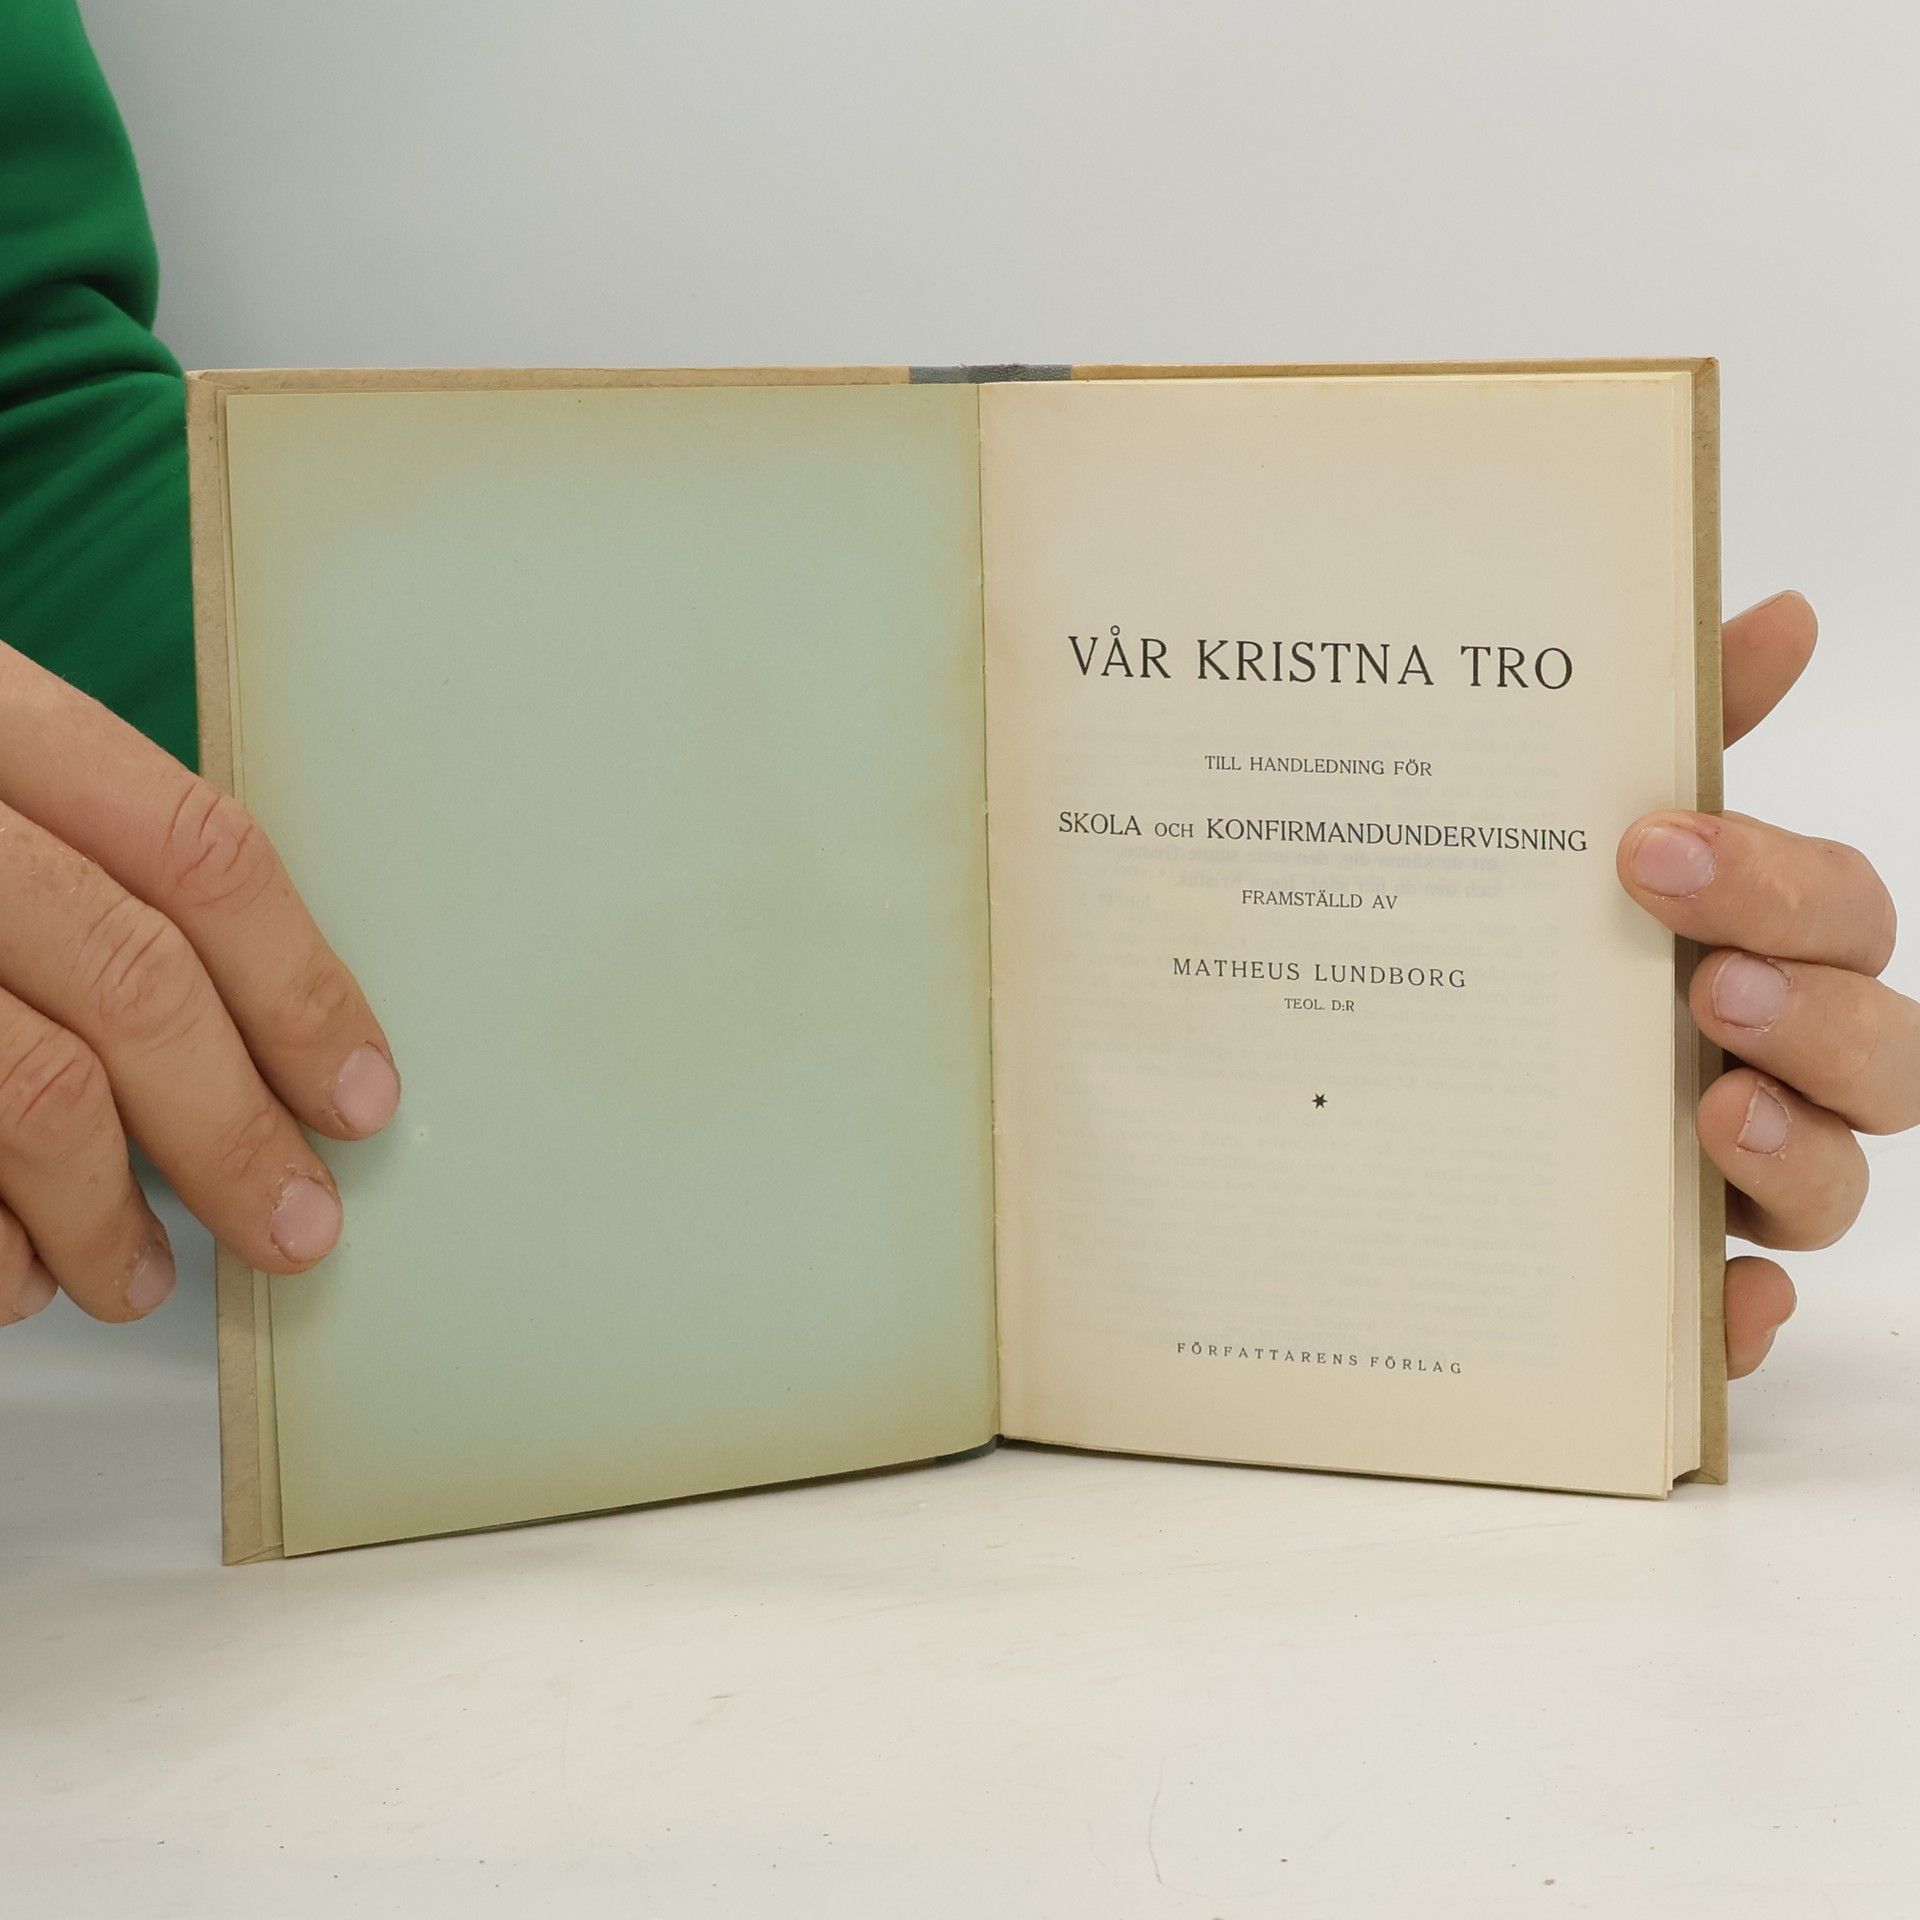 VÅR KRISTNA TRO
TILL HANDLEDNING FÖR
SKOLA OCH KONFIRMANDUNDERVISNING
FRAMSTÄLLD AV
MATHEUS LUNDBORG
TEOL. D:R
FÖRFATTARENS FÖRLAG